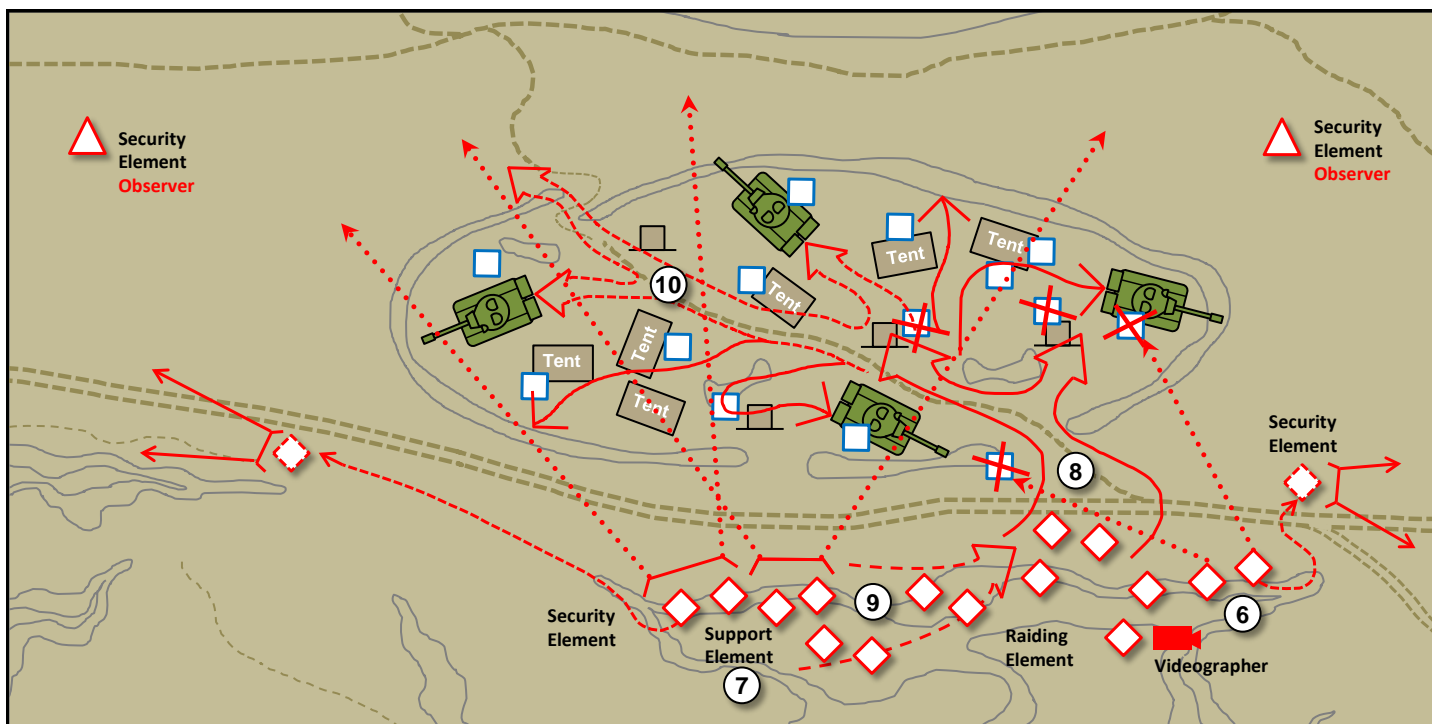 Security
Element
Observer
Security
Element
Observer
Tent
Tent
Tent
10
Tent
Tent
Tent
Security
Element
8
9
6
Security
Element
Support
Element
7
Raiding
Element
Videographer